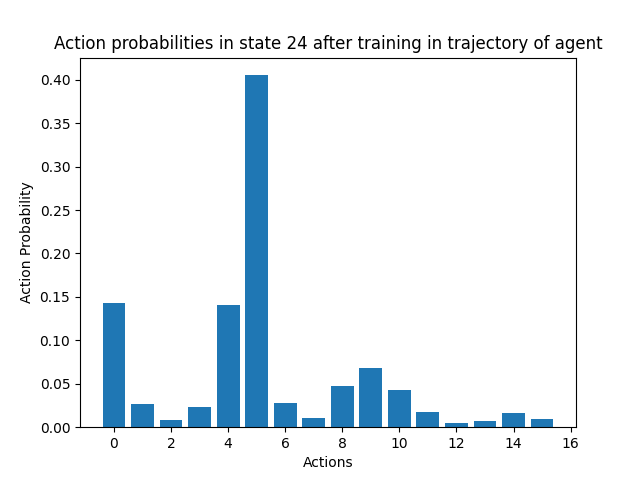 Action probabilities in state 24 after training in trajectory of agent
0.40
0.35
0.30
0.25
0.20
0.15
0.10
0.05
0.00
Action Probability
0 2 4 6 8 10 12 14 16
Actions